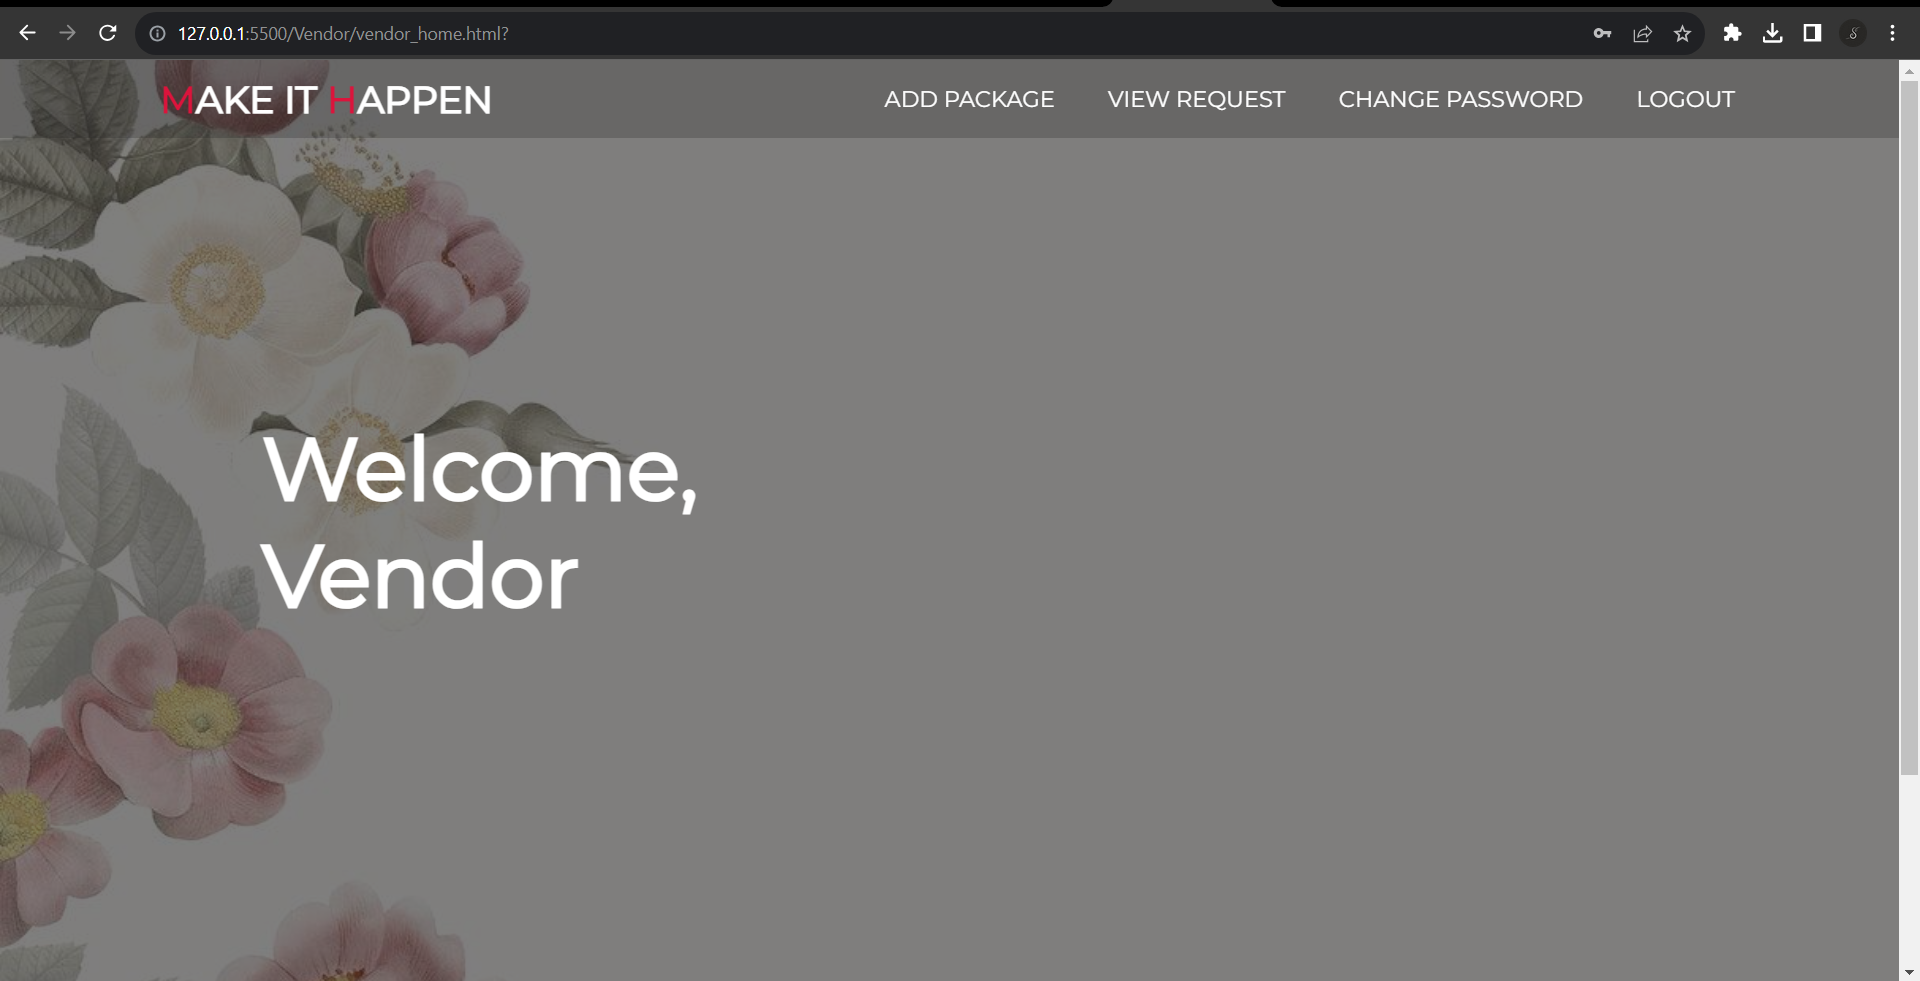 127.0.0.1:5500/Vendor/vendor_home.html?
MAKE IT HAPPEN
ADD PACKAGE
VIEW REQUEST
CHANGE PASSWORD
LOGOUT
Welcome,
Vendor